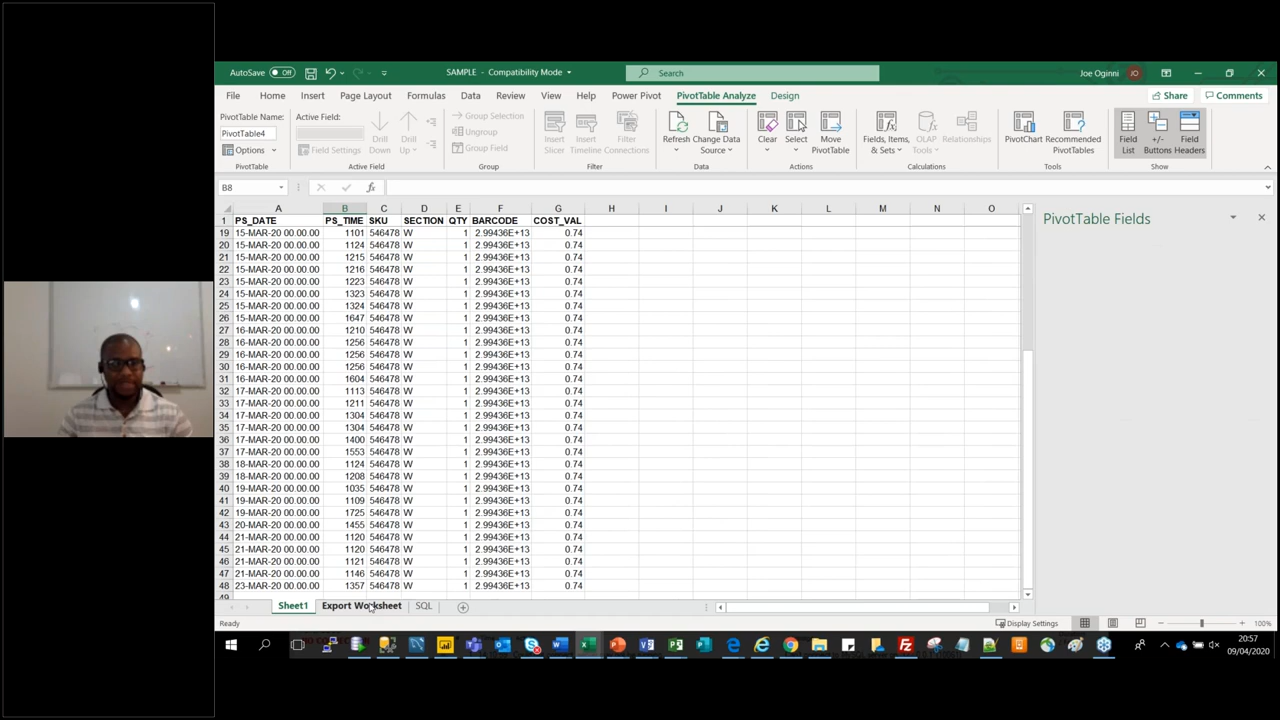 AutoSave Off SAMPLE - Compatibility Mode Search Joe Oginni JO
File Home Insert Page Layout Formulas Data Review View Help Power Pivot PivotTable Analyze Design Share Comments
PivotTable Name: Active Field:
PivotTable4
Options
Field Settings
Drill Down
Drill Up
Group Selection
Ungroup
Group Field
Insert Slicer
Insert Timeline
Filter Connections
Refresh
Change Data Source
Clear
Select
Move PivotTable
Fields, Items, & Sets
OLAP Tools
Relationships
PivotChart
Recommended PivotTables
Field List
+/- Buttons
Field Headers
PivotTable Active Field Group Filter Data Actions Calculations Tools Show
B8 fx
A B C D E F G H I J K L M N O
1 PS_DATE PS_TIME SKU SECTION QTY BARCODE COST_VAL
19 15-MAR-20 00.00.00 1101 546478 W 1 2.99436E+13 0.74
20 15-MAR-20 00.00.00 1124 546478 W 1 2.99436E+13 0.74
21 15-MAR-20 00.00.00 1215 546478 W 1 2.99436E+13 0.74
22 15-MAR-20 00.00.00 1216 546478 W 1 2.99436E+13 0.74
23 15-MAR-20 00.00.00 1223 546478 W 1 2.99436E+13 0.74
24 15-MAR-20 00.00.00 1323 546478 W 1 2.99436E+13 0.74
25 15-MAR-20 00.00.00 1324 546478 W 1 2.99436E+13 0.74
26 15-MAR-20 00.00.00 1647 546478 W 1 2.99436E+13 0.74
27 16-MAR-20 00.00.00 1210 546478 W 1 2.99436E+13 0.74
28 16-MAR-20 00.00.00 1256 546478 W 1 2.99436E+13 0.74
29 16-MAR-20 00.00.00 1256 546478 W 1 2.99436E+13 0.74
30 16-MAR-20 00.00.00 1256 546478 W 1 2.99436E+13 0.74
31 16-MAR-20 00.00.00 1604 546478 W 1 2.99436E+13 0.74
32 17-MAR-20 00.00.00 1113 546478 W 1 2.99436E+13 0.74
33 17-MAR-20 00.00.00 1211 546478 W 1 2.99436E+13 0.74
34 17-MAR-20 00.00.00 1304 546478 W 1 2.99436E+13 0.74
35 17-MAR-20 00.00.00 1304 546478 W 1 2.99436E+13 0.74
36 17-MAR-20 00.00.00 1400 546478 W 1 2.99436E+13 0.74
37 17-MAR-20 00.00.00 1553 546478 W 1 2.99436E+13 0.74
38 18-MAR-20 00.00.00 1124 546478 W 1 2.99436E+13 0.74
39 18-MAR-20 00.00.00 1208 546478 W 1 2.99436E+13 0.74
40 19-MAR-20 00.00.00 1035 546478 W 1 2.99436E+13 0.74
41 19-MAR-20 00.00.00 1109 546478 W 1 2.99436E+13 0.74
42 19-MAR-20 00.00.00 1725 546478 W 1 2.99436E+13 0.74
43 20-MAR-20 00.00.00 1455 546478 W 1 2.99436E+13 0.74
44 21-MAR-20 00.00.00 1120 546478 W 1 2.99436E+13 0.74
45 21-MAR-20 00.00.00 1120 546478 W 1 2.99436E+13 0.74
46 21-MAR-20 00.00.00 1121 546478 W 1 2.99436E+13 0.74
47 21-MAR-20 00.00.00 1146 546478 W 1 2.99436E+13 0.74
48 23-MAR-20 00.00.00 1357 546478 W 1 2.99436E+13 0.74
49
PivotTable Fields
Sheet1 Export Worksheet SQL
Ready Display Settings 100%
20:57
09/04/2020